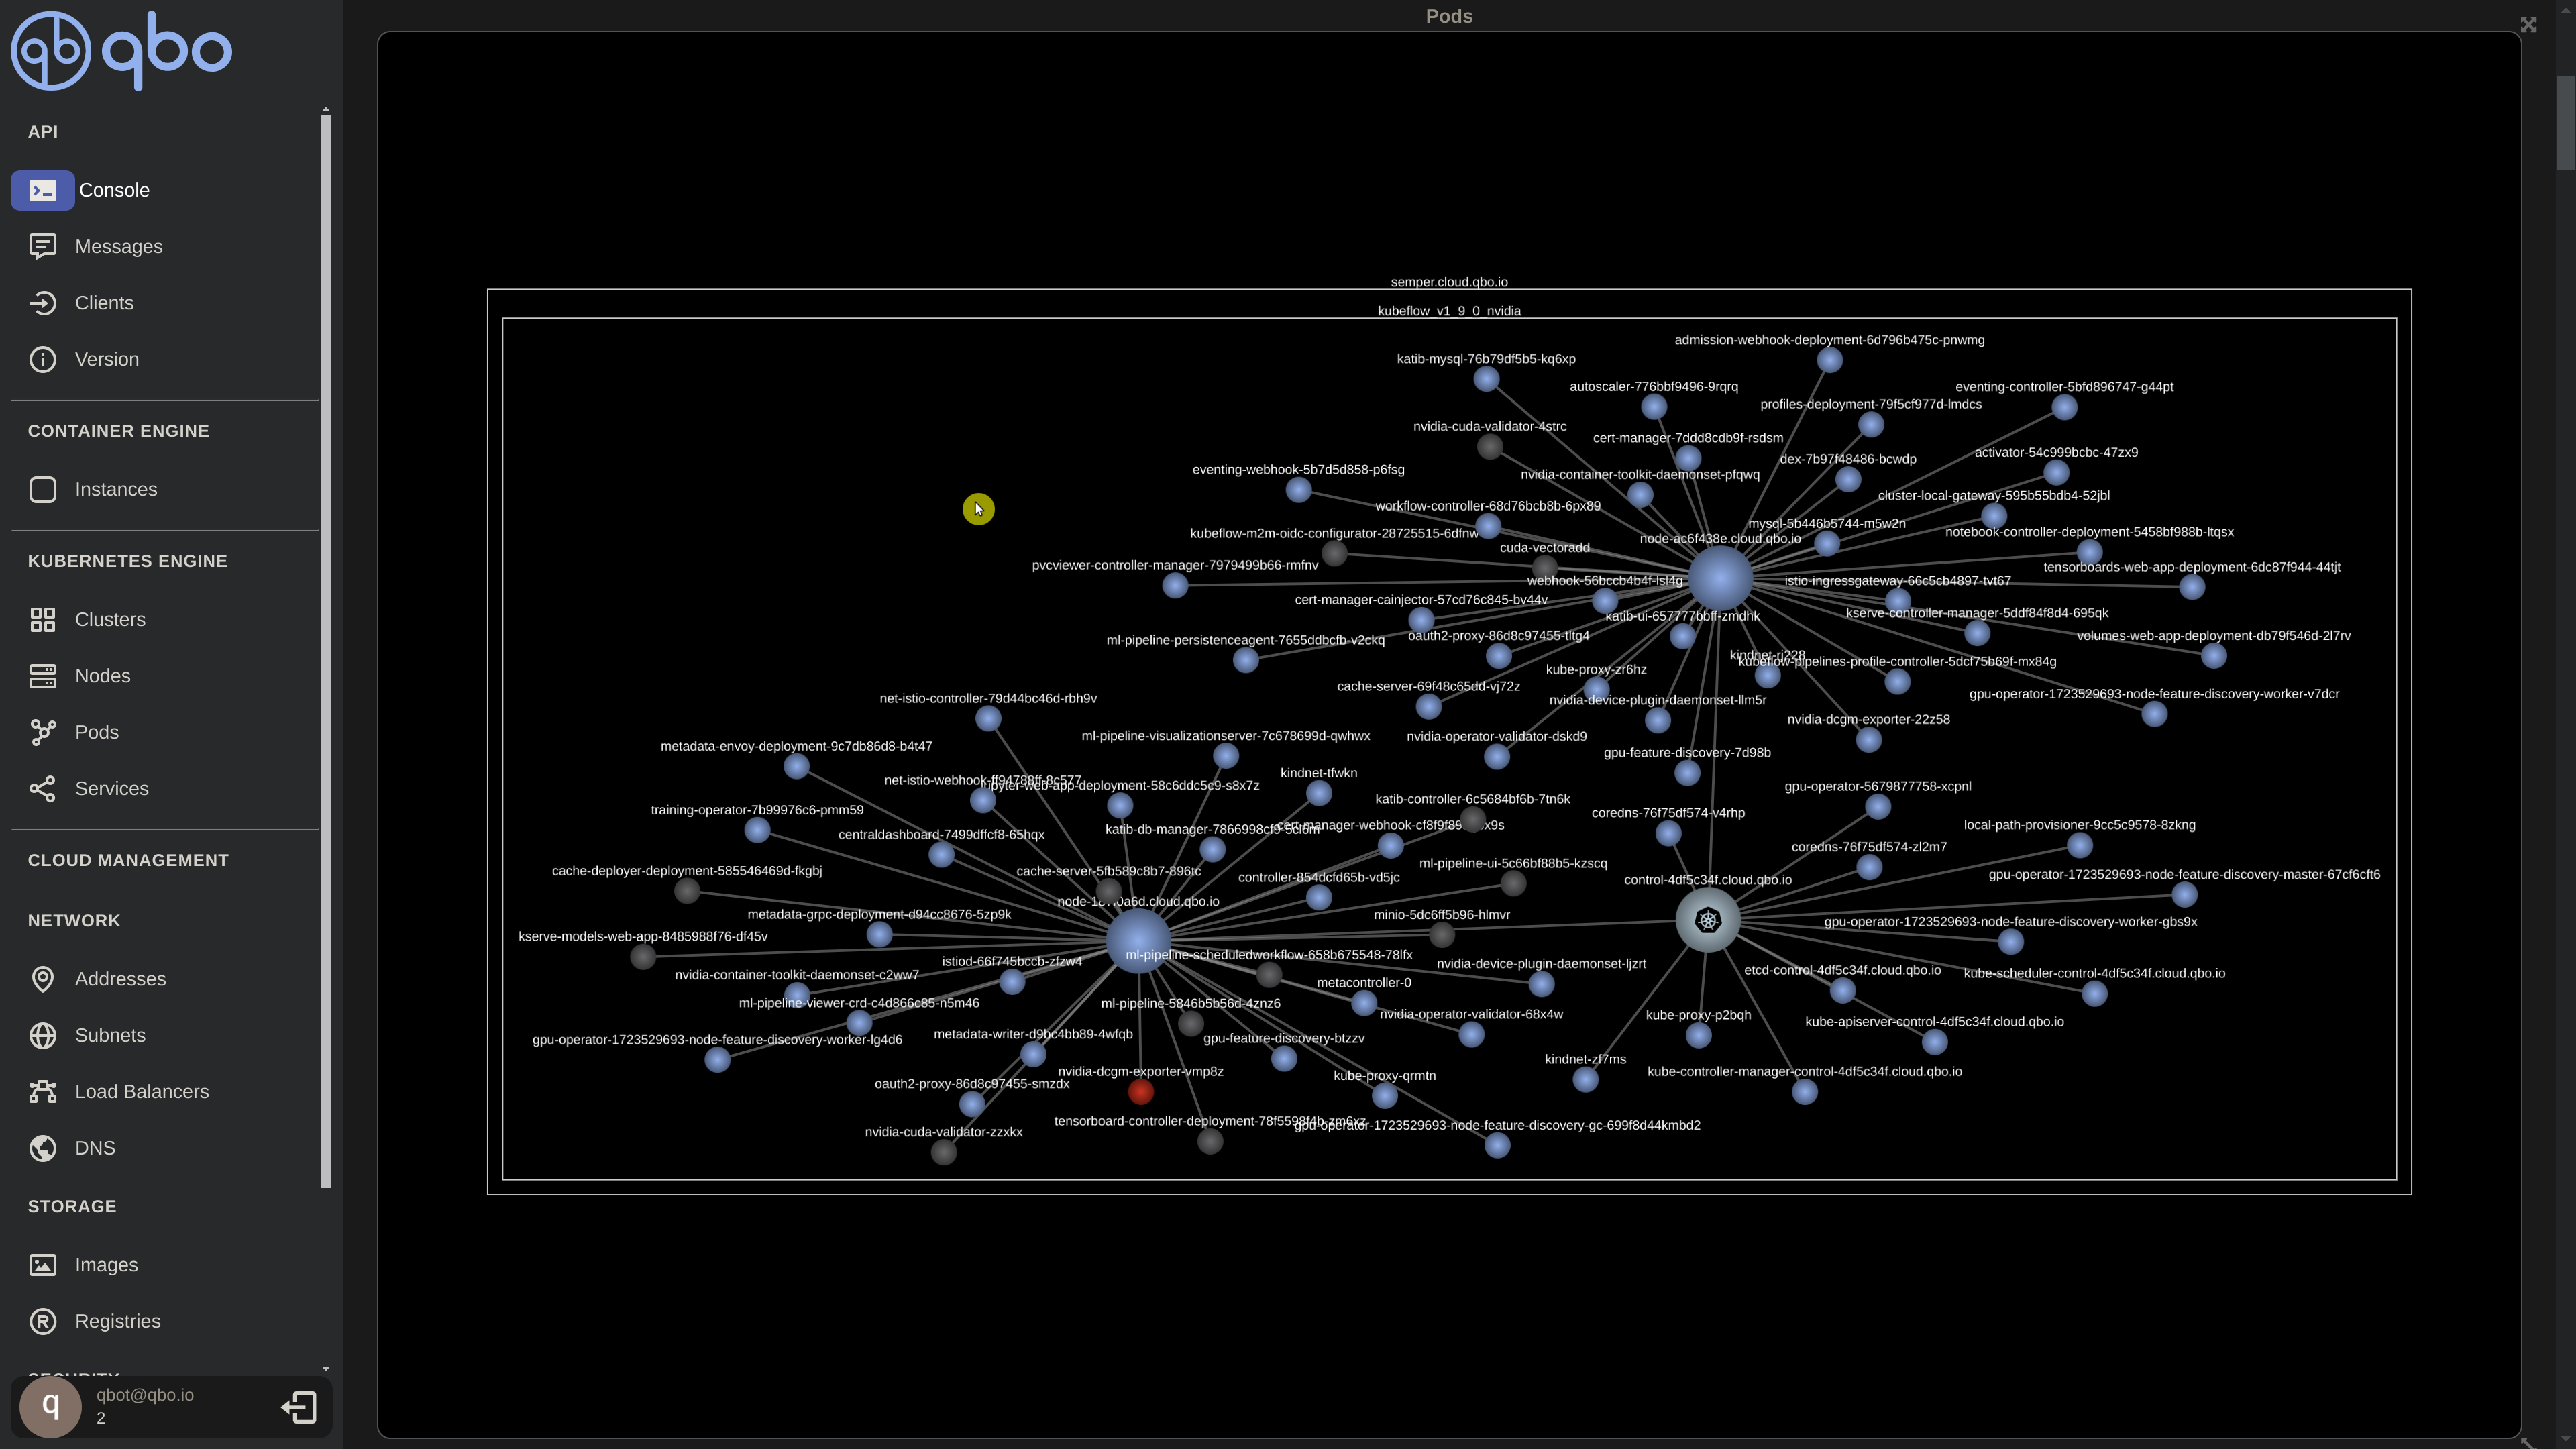 qb qbo
API
Console
Messages
Clients
Version
CONTAINER ENGINE
Instances
KUBERNETES ENGINE
Clusters
Nodes
Pods
Services
CLOUD MANAGEMENT
NETWORK
Addresses
Subnets
Load Balancers
DNS
STORAGE
Images
Registries
SECURITY
q
qbot@qbo.io
2
Pods
semper.cloud.qbo.io
kubeflow_v1_9_0_nvidia
admission-webhook-deployment-6d796b475c-pnwmg
katib-mysql-76b79df5b5-kq6xp
autoscaler-776bbf9496-9rqrq
eventing-controller-5bfd896747-g44pt
profiles-deployment-79f5cf977d-lmdcs
nvidia-cuda-validator-4strc
cert-manager-7ddd8cdb9f-rsdsm
activator-54c999bcbc-47zx9
dex-7b97f48486-bcwdp
eventing-webhook-5b7d5d858-p6fsg
nvidia-container-toolkit-daemonset-pfqwq
cluster-local-gateway-595b55bdb4-52jbl
workflow-controller-68d76bcb8b-6px89
mysql-5b446b5744-m5w2n
kubeflow-m2m-oidc-configurator-28725515-6dfnw
notebook-controller-deployment-5458bf988b-ltqsx
node-ac6f438e.cloud.qbo.io
cuda-vectoradd
pvcviewer-controller-manager-7979499b66-rmfnv
tensorboards-web-app-deployment-6dc87f944-44tjt
webhook-56bccb4b4f-lsl4g
istio-ingressgateway-66c5cb4897-tvt67
cert-manager-cainjector-57cd76c845-bv44v
katib-ui-657777bbff-zmdhk
kserve-controller-manager-5ddf84f8d4-695qk
ml-pipeline-persistenceagent-7655ddbcfb-v2ckq
oauth2-proxy-86d8c97455-tltg4
volumes-web-app-deployment-db79f546d-2l7rv
kindnet-rj228
kubeflow-pipelines-profile-controller-5dcf75b69f-mx84g
kube-proxy-zr6hz
cache-server-69f48c65dd-vj72z
gpu-operator-1723529693-node-feature-discovery-worker-v7dcr
net-istio-controller-79d44bc46d-rbh9v
nvidia-device-plugin-daemonset-llm5r
nvidia-dcgm-exporter-22z58
ml-pipeline-visualizationserver-7c678699d-qwhwx
nvidia-operator-validator-dskd9
metadata-envoy-deployment-9c7db86d8-b4t47
gpu-feature-discovery-7d98b
kindnet-tfwkn
net-istio-webhook-ff94788ff-8c577
jupyter-web-app-deployment-58c6ddc5c9-s8x7z
gpu-operator-5679877758-xcpnl
katib-controller-6c5684bf6b-7tn6k
training-operator-7b99976c6-pmm59
coredns-76f75df574-v4rhp
katib-db-manager-7866998cf9-5cl6m
cert-manager-webhook-cf8f9f89
local-path-provisioner-9cc5c9578-8zkng
centraldashboard-7499dffcf8-65hqx
coredns-76f75df574-zl2m7
ml-pipeline-ui-5c66bf88b5-kzscq
cache-deployer-deployment-585546469d-fkgbj
cache-server-5fb589c8b7-896tc
controller-854dcfd65b-vd5jc
control-4df5c34f.cloud.qbo.io
gpu-operator-1723529693-node-feature-discovery-master-67cf6cft6
metadata-grpc-deployment-d94cc8676-5zp9k
minio-5dc6ff5b96-hlmvr
gpu-operator-1723529693-node-feature-discovery-worker-gbs9x
kserve-models-web-app-8485988f76-df45v
ml-pipeline-scheduledworkflow-658b675548-78lfx
istiod-66f745bccb-zfzw4
nvidia-device-plugin-daemonset-ljzrt
etcd-control-4df5c34f.cloud.qbo.io
kube-scheduler-control-4df5c34f.cloud.qbo.io
nvidia-container-toolkit-daemonset-c2ww7
metacontroller-0
ml-pipeline-viewer-crd-c4d866c85-n5m46
ml-pipeline-5846b5b56d-4znz6
nvidia-operator-validator-68x4w
kube-proxy-p2bqh
kube-apiserver-control-4df5c34f.cloud.qbo.io
metadata-writer-d9bc4bb89-4wfqb
gpu-feature-discovery-btzzv
gpu-operator-1723529693-node-feature-discovery-worker-lg4d6
kindnet-zf7ms
nvidia-dcgm-exporter-vmp8z
kube-controller-manager-control-4df5c34f.cloud.qbo.io
kube-proxy-qrmtn
oauth2-proxy-86d8c97455-smzdx
tensorboard-controller-deployment-78f5598f4b-zm6xz
gpu-operator-1723529693-node-feature-discovery-gc-699f8d44kmbd2
nvidia-cuda-validator-zzxkx